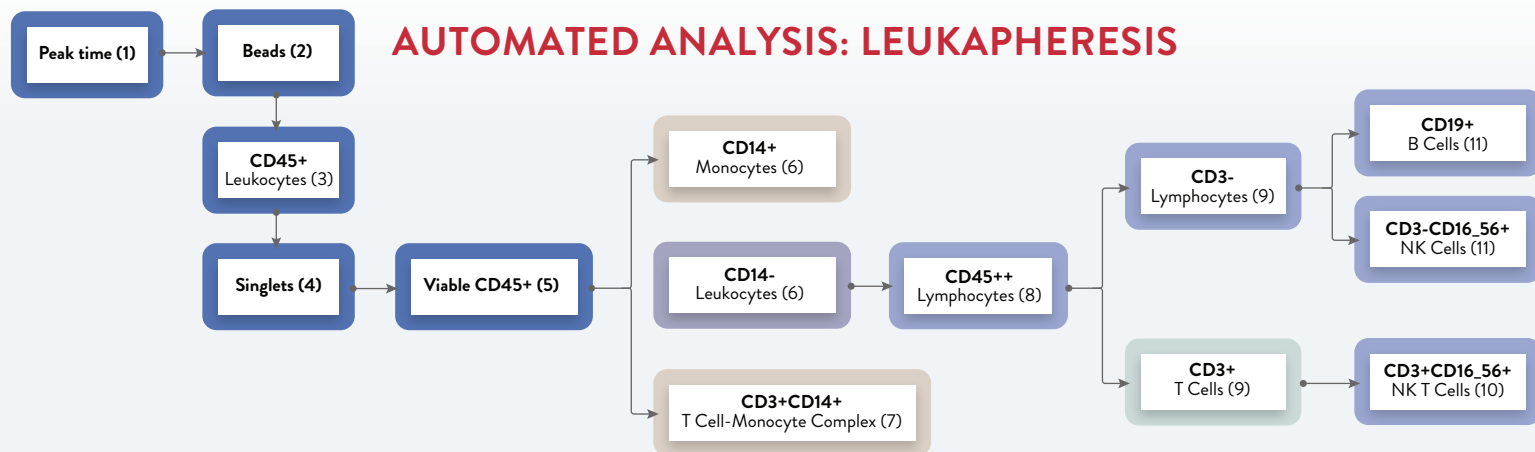 AUTOMATED ANALYSIS: LEUKAPHERESIS
Peak time (1)
Beads (2)
CD45+
Leukocytes (3)
Singlets (4)
Viable CD45+ (5)
CD14+
Monocytes (6)
CD14-
Leukocytes (6)
CD3+CD14+
T Cell-Monocyte Complex (7)
CD45++
Lymphocytes (8)
CD3-
Lymphocytes (9)
CD3+
T Cells (9)
CD19+
B Cells (11)
CD3-CD16_56+
NK Cells (11)
CD3+CD16_56+
NK T Cells (10)